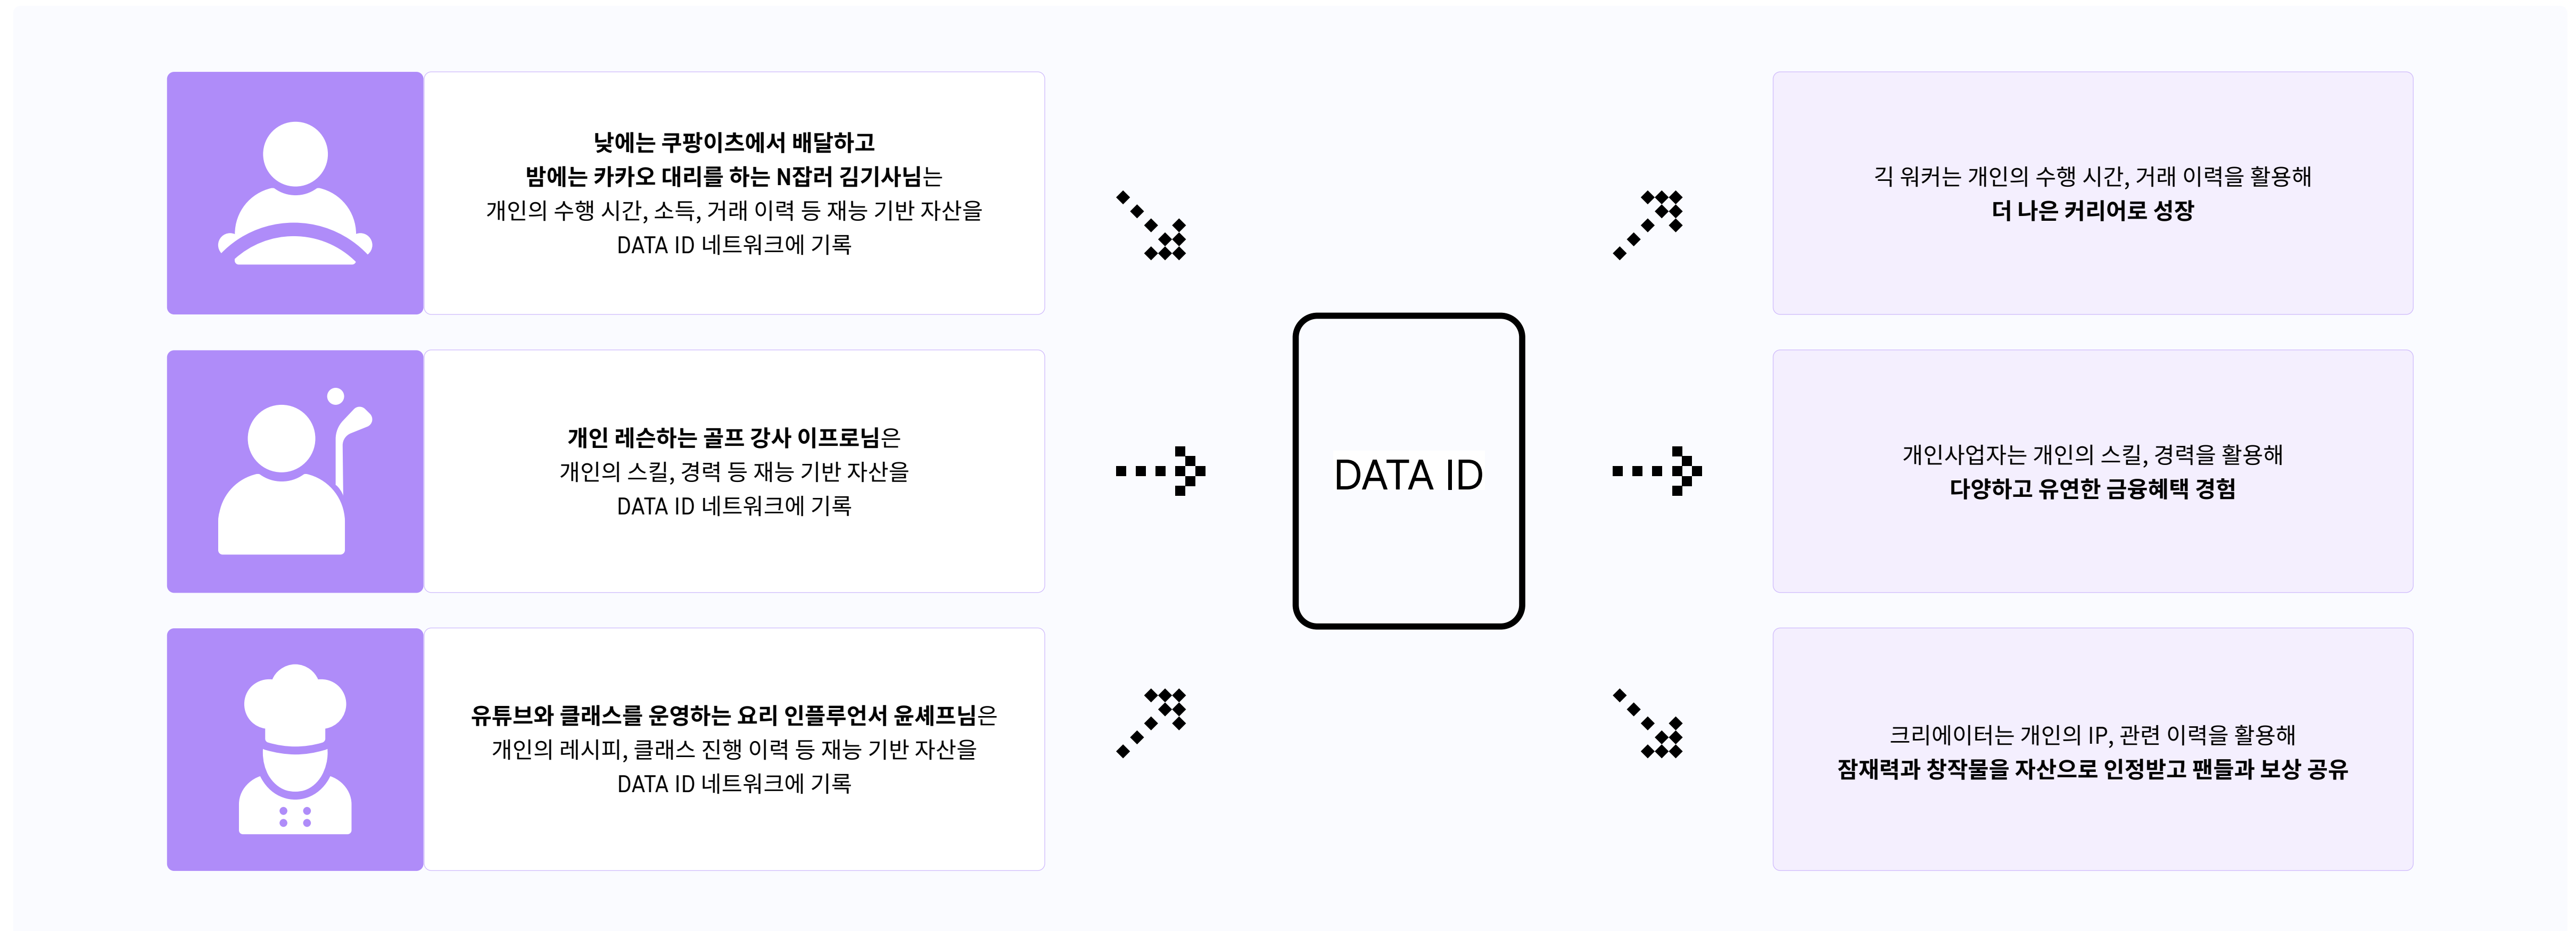 낮에는 쿠팡이츠에서 배달하고
밤에는 카카오 대리를 하는 N잡러 김기사님는
개인의 수행 시간, 소득, 거래 이력 등 재능 기반 자산을
DATA ID 네트워크에 기록
개인 레슨하는 골프 강사 이프로님은
개인의 스킬, 경력 등 재능 기반 자산을
DATA ID 네트워크에 기록
유튜브와 클래스를 운영하는 요리 인플루언서 윤셰프님은
개인의 레시피, 클래스 진행 이력 등 재능 기반 자산을
DATA ID 네트워크에 기록
DATA ID
긱 워커는 개인의 수행 시간, 거래 이력을 활용해
더 나은 커리어로 성장
개인사업자는 개인의 스킬, 경력을 활용해
다양하고 유연한 금융혜택 경험
크리에이터는 개인의 IP, 관련 이력을 활용해
잠재력과 창작물을 자산으로 인정받고 팬들과 보상 공유